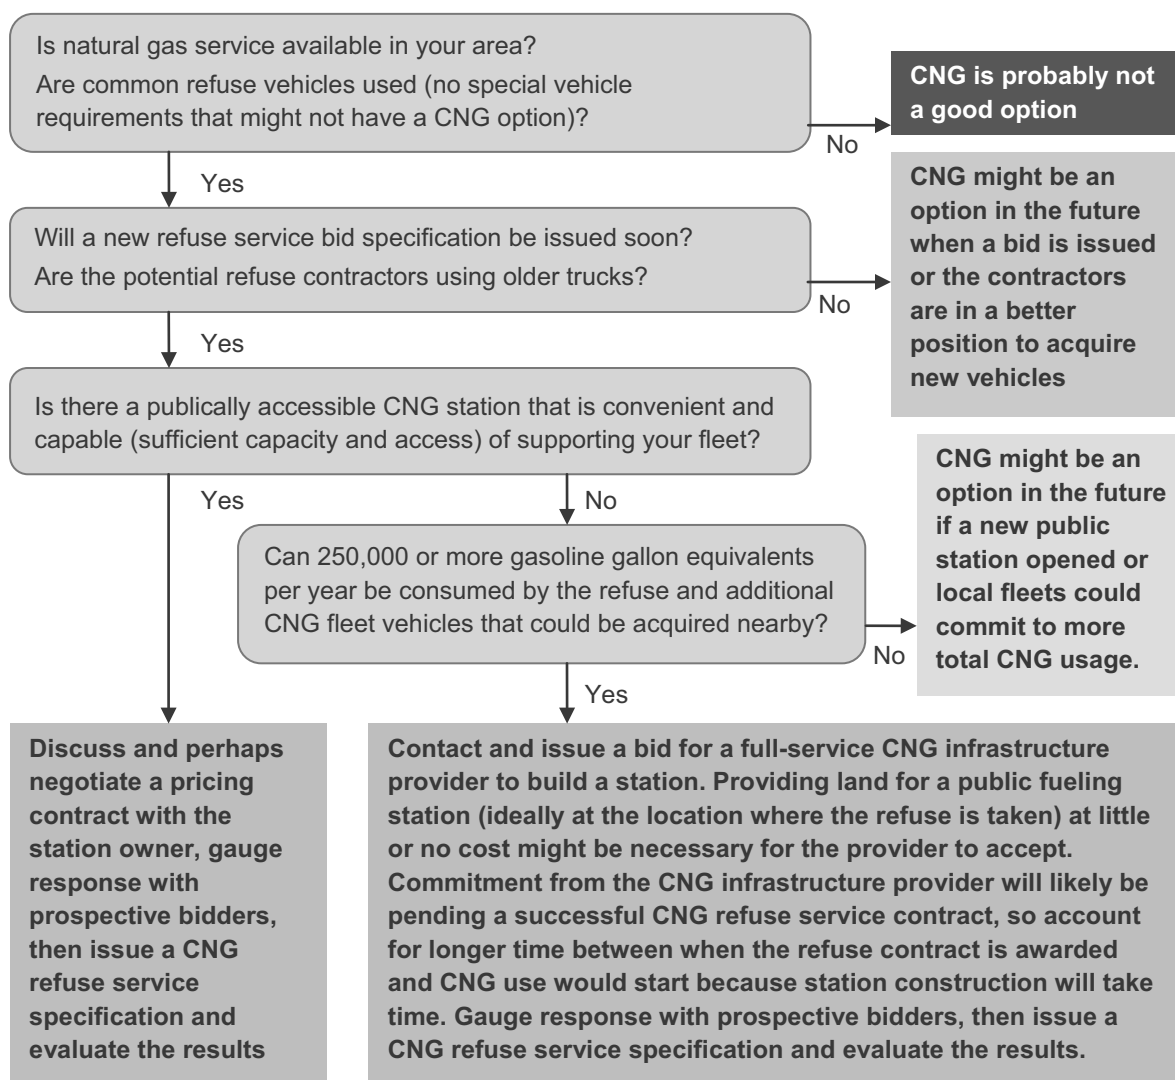 Is natural gas service available in your area?
Are common refuse vehicles used (no special vehicle
requirements that might not have a CNG option)?
No
CNG is probably not
a good option
Yes
Will a new refuse service bid specification be issued soon?
Are the potential refuse contractors using older trucks?
No
CNG might be an
option in the future
when a bid is issued
or the contractors
are in a better
position to acquire
new vehicles
Yes
Is there a publically accessible CNG station that is convenient and
capable (sufficient capacity and access) of supporting your fleet?
Yes
No
Can 250,000 or more gasoline gallon equivalents
per year be consumed by the refuse and additional
CNG fleet vehicles that could be acquired nearby?
No
CNG might be an
option in the future
if a new public
station opened or
local fleets could
commit to more
total CNG usage.
Yes
Discuss and perhaps
negotiate a pricing
contract with the
station owner, gauge
response with
prospective bidders,
then issue a CNG
refuse service
specification and
evaluate the results
Contact and issue a bid for a full-service CNG infrastructure
provider to build a station. Providing land for a public fueling
station (ideally at the location where the refuse is taken) at little
or no cost might be necessary for the provider to accept.
Commitment from the CNG infrastructure provider will likely be
pending a successful CNG refuse service contract, so account
for longer time between when the refuse contract is awarded
and CNG use would start because station construction will take
time. Gauge response with prospective bidders, then issue a
CNG refuse service specification and evaluate the results.